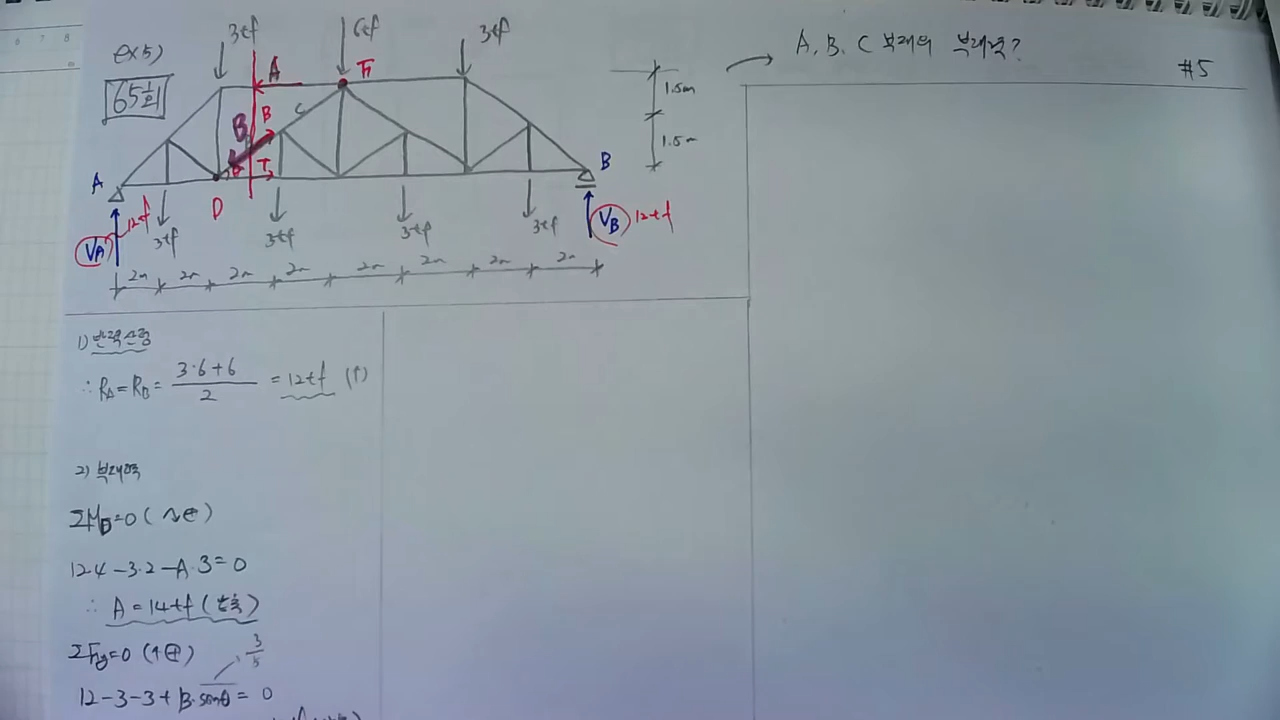 ex5)
65회
3tf
6tf
3tf
A
F
B
C
B
T
A
D
B
VA
12tf
3tf
3tf
3tf
3tf
VB
12tf
2m 2m 2m 2m 2m 2m 2m 2m
1.5m
1.5m
A, B, C 부재의 부재력?
#5
1) 반력산정
∴ RA=RB= 3·6+6 / 2 = 12tf (↑)
2) 부재력
ΣMD=0 (↷⊕)
12·4-3·2-A·3=0
∴ A=14tf (압축)
ΣFy=0 (↑⊕)
3/5
12-3-3+B·sinθ=0